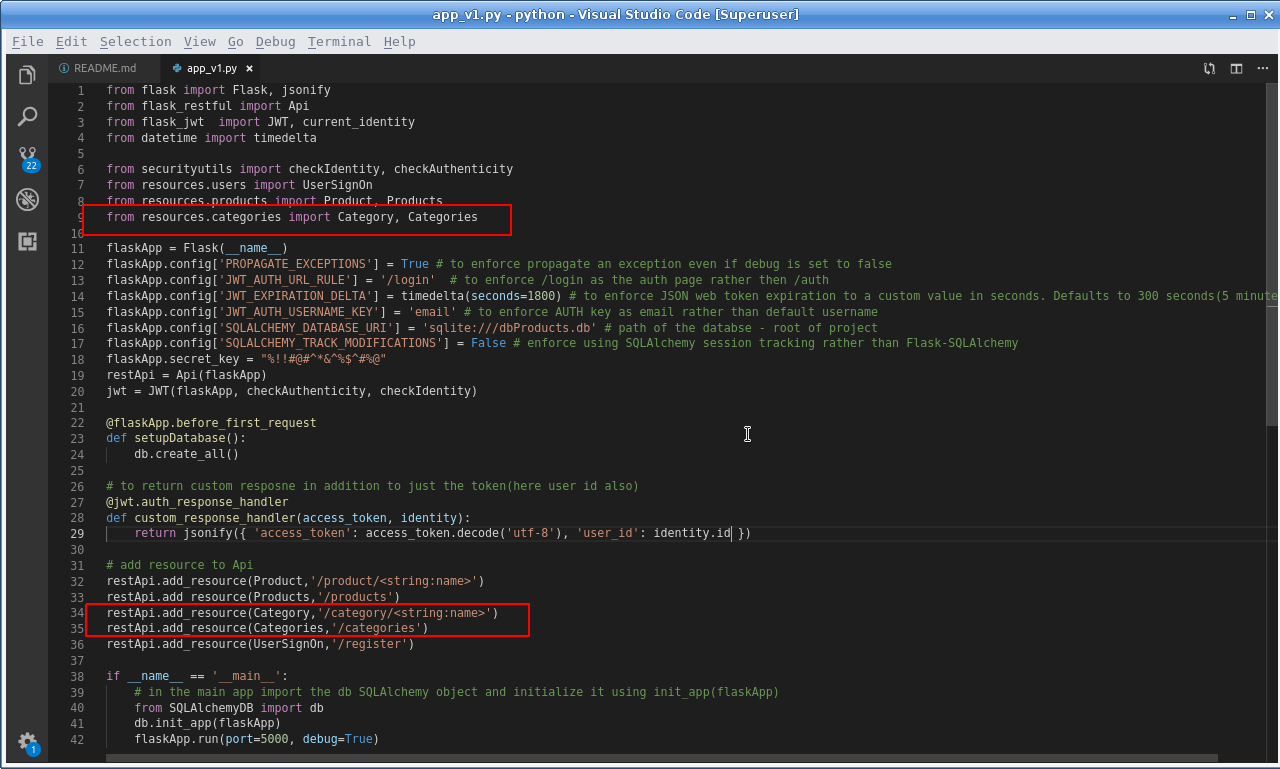 app_v1.py - python - Visual Studio Code [Superuser]
File Edit Selection View Go Debug Terminal Help
README.md app_v1.py
22
1
1 from flask import Flask, jsonify
2 from flask_restful import Api
3 from flask_jwt  import JWT, current_identity
4 from datetime import timedelta
5
6 from securityutils import checkIdentity, checkAuthenticity
7 from resources.users import UserSignOn
8 from resources.products import Product, Products
9 from resources.categories import Category, Categories
10
11 flaskApp = Flask(__name__)
12 flaskApp.config['PROPAGATE_EXCEPTIONS'] = True # to enforce propagate an exception even if debug is set to false
13 flaskApp.config['JWT_AUTH_URL_RULE'] = '/login'  # to enforce /login as the auth page rather then /auth
14 flaskApp.config['JWT_EXPIRATION_DELTA'] = timedelta(seconds=1800) # to enforce JSON web token expiration to a custom value in seconds. Defaults to 300 seconds(5 minute
15 flaskApp.config['JWT_AUTH_USERNAME_KEY'] = 'email' # to enforce AUTH key as email rather than default username
16 flaskApp.config['SQLALCHEMY_DATABASE_URI'] = 'sqlite:///dbProducts.db' # path of the databse - root of project
17 flaskApp.config['SQLALCHEMY_TRACK_MODIFICATIONS'] = False # enforce using SQLAlchemy session tracking rather than Flask-SQLAlchemy
18 flaskApp.secret_key = "%!!#@#^*&^%$^#%@"
19 restApi = Api(flaskApp)
20 jwt = JWT(flaskApp, checkAuthenticity, checkIdentity)
21
22 @flaskApp.before_first_request
23 def setupDatabase():
24     db.create_all()
25
26 # to return custom resposne in addition to just the token(here user id also)
27 @jwt.auth_response_handler
28 def custom_response_handler(access_token, identity):
29     return jsonify({ 'access_token': access_token.decode('utf-8'), 'user_id': identity.id })
30
31 # add resource to Api
32 restApi.add_resource(Product,'/product/<string:name>')
33 restApi.add_resource(Products,'/products')
34 restApi.add_resource(Category,'/category/<string:name>')
35 restApi.add_resource(Categories,'/categories')
36 restApi.add_resource(UserSignOn,'/register')
37
38 if __name__ == '__main__':
39     # in the main app import the db SQLAlchemy object and initialize it using init_app(flaskApp)
40     from SQLAlchemyDB import db
41     db.init_app(flaskApp)
42     flaskApp.run(port=5000, debug=True)